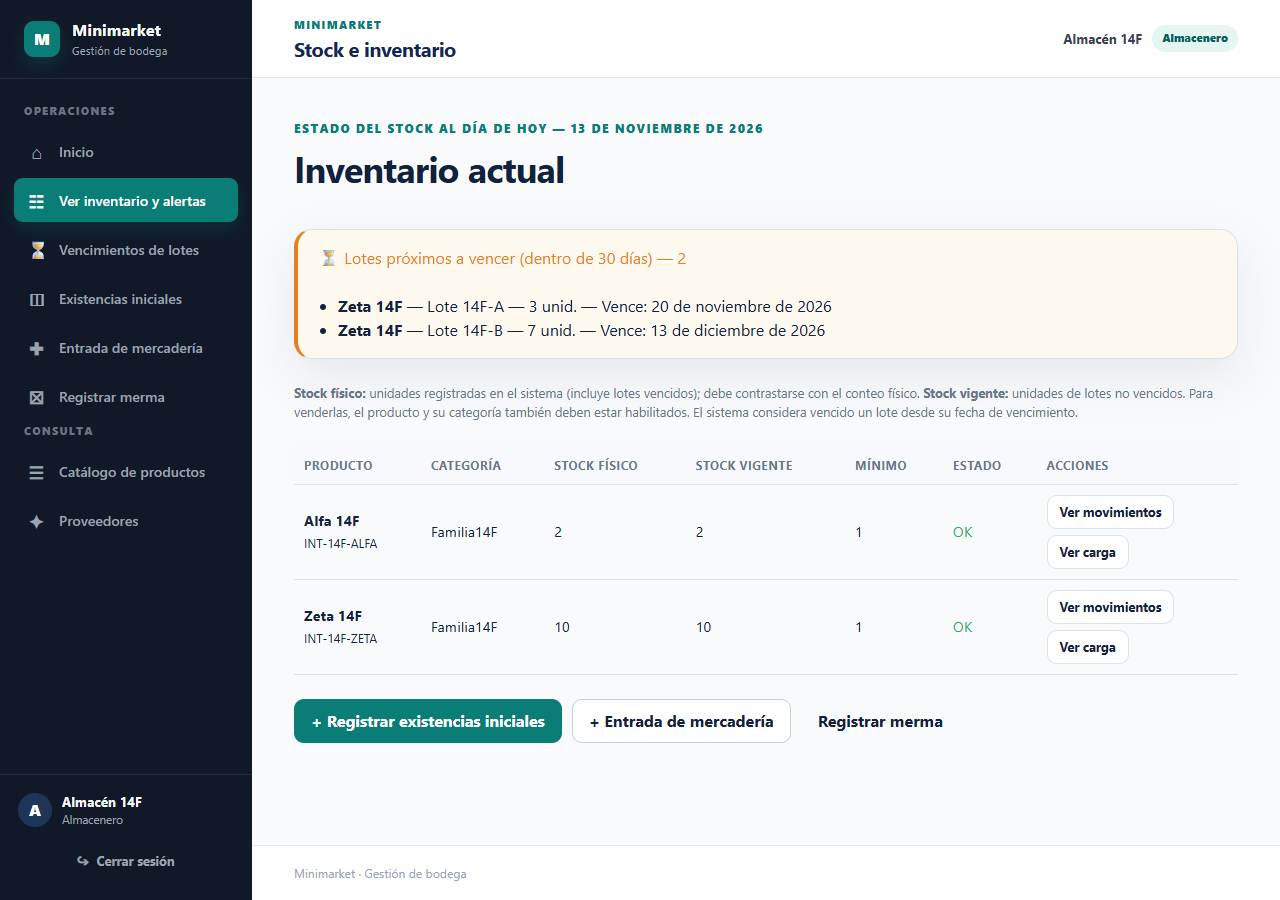 M
Minimarket
Gestión de bodega
OPERACIONES
Inicio
Ver inventario y alertas
Vencimientos de lotes
Existencias iniciales
Entrada de mercadería
Registrar merma
CONSULTA
Catálogo de productos
Proveedores
A
Almacén 14F
Almacenero
Cerrar sesión
MINIMARKET
Stock e inventario
Almacén 14F
Almacenero
ESTADO DEL STOCK AL DÍA DE HOY — 13 DE NOVIEMBRE DE 2026
Inventario actual
⏳ Lotes próximos a vencer (dentro de 30 días) — 2
• Zeta 14F — Lote 14F-A — 3 unid. — Vence: 20 de noviembre de 2026
• Zeta 14F — Lote 14F-B — 7 unid. — Vence: 13 de diciembre de 2026
Stock físico: unidades registradas en el sistema (incluye lotes vencidos); debe contrastarse con el conteo físico. Stock vigente: unidades de lotes no vencidos. Para
venderlas, el producto y su categoría también deben estar habilitados. El sistema considera vencido un lote desde su fecha de vencimiento.
PRODUCTO CATEGORÍA STOCK FÍSICO STOCK VIGENTE MÍNIMO ESTADO ACCIONES
Alfa 14F
INT-14F-ALFA
Familia14F 2 2 1 OK
Ver movimientos
Ver carga
Zeta 14F
INT-14F-ZETA
Familia14F 10 10 1 OK
Ver movimientos
Ver carga
+ Registrar existencias iniciales
+ Entrada de mercadería
Registrar merma
Minimarket · Gestión de bodega